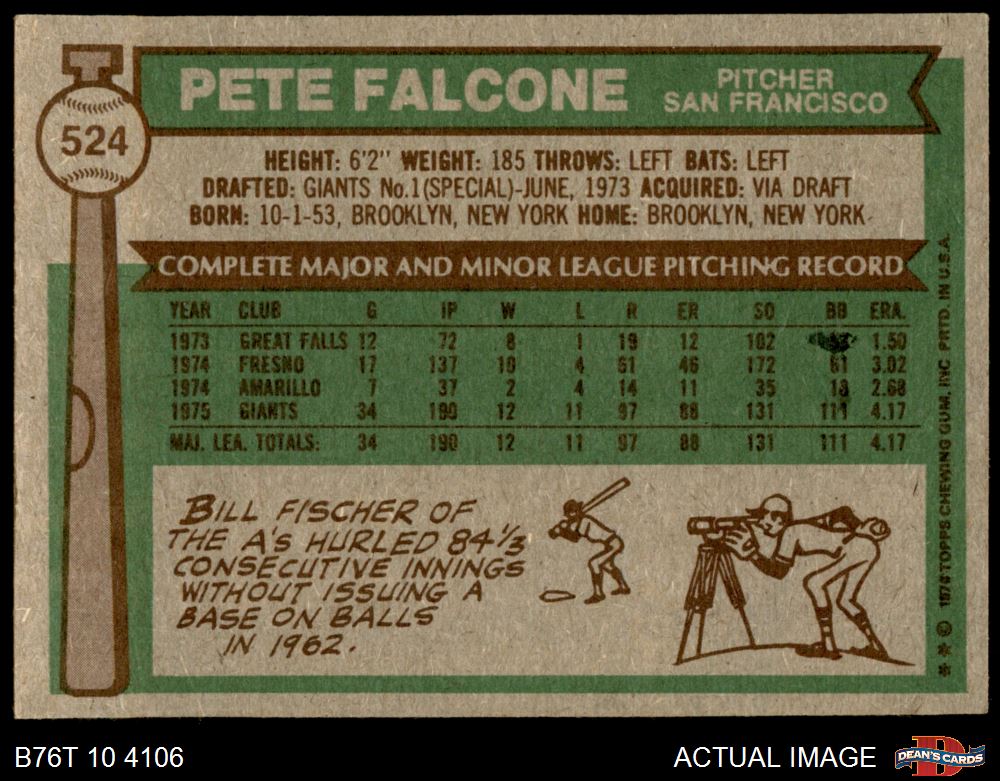 524
PETE FALCONE
PITCHER
SAN FRANCISCO
HEIGHT: 6'2" WEIGHT: 185 THROWS: LEFT BATS: LEFT
DRAFTED: GIANTS No.1(SPECIAL)-JUNE, 1973 ACQUIRED: VIA DRAFT
BORN: 10-1-53, BROOKLYN, NEW YORK HOME: BROOKLYN, NEW YORK
COMPLETE MAJOR AND MINOR LEAGUE PITCHING RECORD
YEAR CLUB G IP W L R ER SO BB ERA.
1973 GREAT FALLS 12 72 8 1 19 12 102 1.50
1974 FRESNO 17 137 10 4 61 46 172 61 3.02
1974 AMARILLO 7 37 2 4 14 11 35 18 2.68
1975 GIANTS 34 190 12 11 97 88 131 111 4.17
MAJ. LEA. TOTALS: 34 190 12 11 97 88 131 111 4.17
BILL FISCHER OF
THE A'S HURLED 84 1/3
CONSECUTIVE INNINGS
WITHOUT ISSUING A
BASE ON BALLS
IN 1962.
** © 1976 TOPPS CHEWING GUM, INC. PRTD. IN U.S.A.
B76T 10 4106
ACTUAL IMAGE
D
DEAN'S CARDS